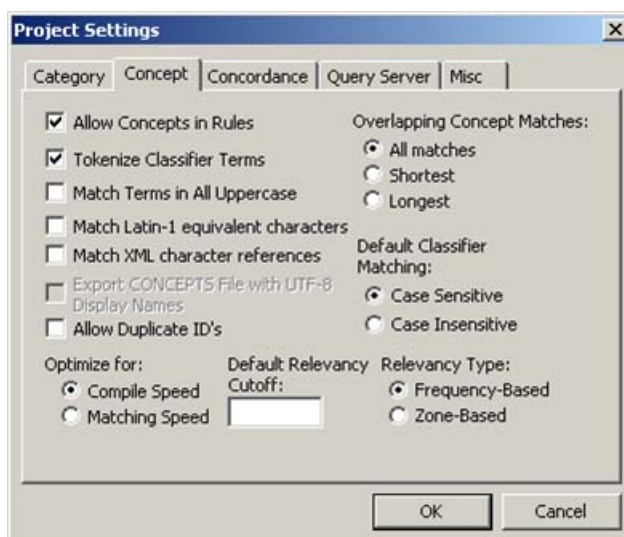 Project Settings
Category Concept Concordance Query Server Misc
Allow Concepts in Rules
Tokenize Classifier Terms
Match Terms in All Uppercase
Match Latin-1 equivalent characters
Match XML character references
Export CONCEPTS File with UTF-8
Display Names
Allow Duplicate ID's
Overlapping Concept Matches:
All matches
Shortest
Longest
Default Classifier
Matching:
Case Sensitive
Case Insensitive
Optimize for:
Compile Speed
Matching Speed
Default Relevancy
Cutoff:
Relevancy Type:
Frequency-Based
Zone-Based
OK Cancel